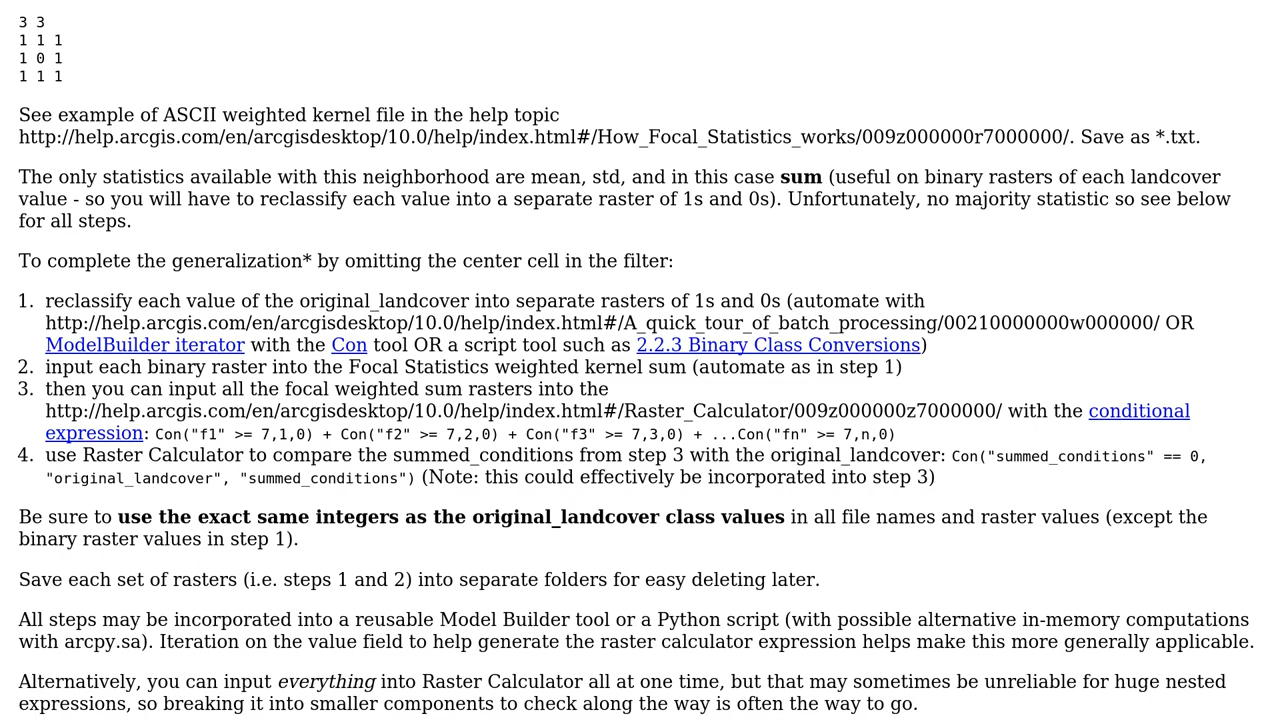 3 3
1 1 1
1 0 1
1 1 1
See example of ASCII weighted kernel file in the help topic
http://help.arcgis.com/en/arcgisdesktop/10.0/help/index.html#/How_Focal_Statistics_works/009z000000r7000000/. Save as *.txt.
The only statistics available with this neighborhood are mean, std, and in this case sum (useful on binary rasters of each landcover
value - so you will have to reclassify each value into a separate raster of 1s and 0s). Unfortunately, no majority statistic so see below
for all steps.
To complete the generalization* by omitting the center cell in the filter:
1. reclassify each value of the original_landcover into separate rasters of 1s and 0s (automate with
http://help.arcgis.com/en/arcgisdesktop/10.0/help/index.html#/A_quick_tour_of_batch_processing/00210000000w000000/ OR
ModelBuilder iterator with the Con tool OR a script tool such as 2.2.3 Binary Class Conversions)
2. input each binary raster into the Focal Statistics weighted kernel sum (automate as in step 1)
3. then you can input all the focal weighted sum rasters into the
http://help.arcgis.com/en/arcgisdesktop/10.0/help/index.html#/Raster_Calculator/009z000000z7000000/ with the conditional
expression: Con("f1" >= 7,1,0) + Con("f2" >= 7,2,0) + Con("f3" >= 7,3,0) + ...Con("fn" >= 7,n,0)
4. use Raster Calculator to compare the summed_conditions from step 3 with the original_landcover: Con("summed_conditions" == 0,
"original_landcover", "summed_conditions") (Note: this could effectively be incorporated into step 3)
Be sure to use the exact same integers as the original_landcover class values in all file names and raster values (except the
binary raster values in step 1).
Save each set of rasters (i.e. steps 1 and 2) into separate folders for easy deleting later.
All steps may be incorporated into a reusable Model Builder tool or a Python script (with possible alternative in-memory computations
with arcpy.sa). Iteration on the value field to help generate the raster calculator expression helps make this more generally applicable.
Alternatively, you can input everything into Raster Calculator all at one time, but that may sometimes be unreliable for huge nested
expressions, so breaking it into smaller components to check along the way is often the way to go.